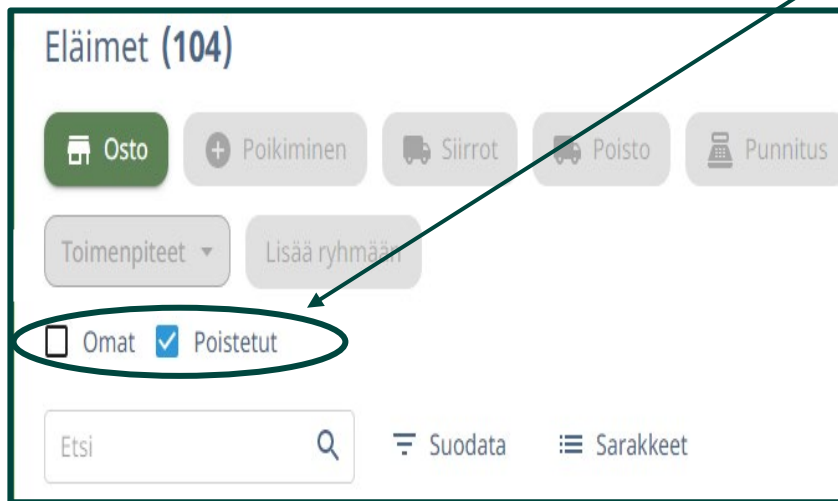 Eläimet (104)
Osto Poikiminen Siirrot Poisto Punnitus
Toimenpiteet Lisää ryhmään
Omat Poistetut
Etsi Suodata Sarakkeet